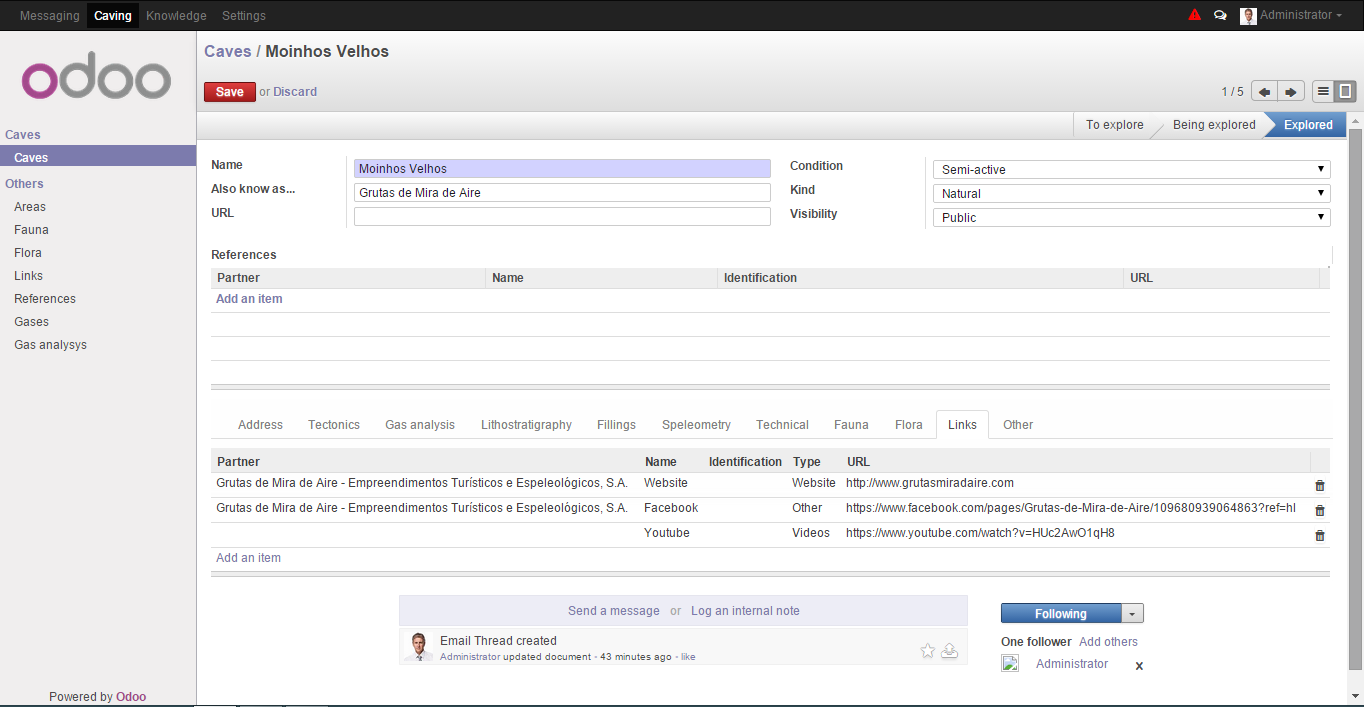 Messaging Caving Knowledge Settings Administrator
odoo
Caves / Moinhos Velhos
Save or Discard 1 / 5
To explore Being explored Explored
Caves
Caves
Others
Areas
Fauna
Flora
Links
References
Gases
Gas analysys
Powered by Odoo
Name Moinhos Velhos Condition Semi-active
Also know as... Grutas de Mira de Aire Kind Natural
URL Visibility Public
References
Partner Name Identification URL
Add an item
Address Tectonics Gas analysis Lithostratigraphy Fillings Speleometry Technical Fauna Flora Links Other
Partner Name Identification Type URL
Grutas de Mira de Aire - Empreendimentos Turísticos e Espeleológicos, S.A. Website Website http://www.grutasmiradaire.com
Grutas de Mira de Aire - Empreendimentos Turísticos e Espeleológicos, S.A. Facebook Other https://www.facebook.com/pages/Grutas-de-Mira-de-Aire/109680939064863?ref=hl
Youtube Videos https://www.youtube.com/watch?v=HUc2AwO1qH8
Add an item
Send a message or Log an internal note Following
Email Thread created One follower Add others
Administrator updated document • 43 minutes ago • like Administrator x